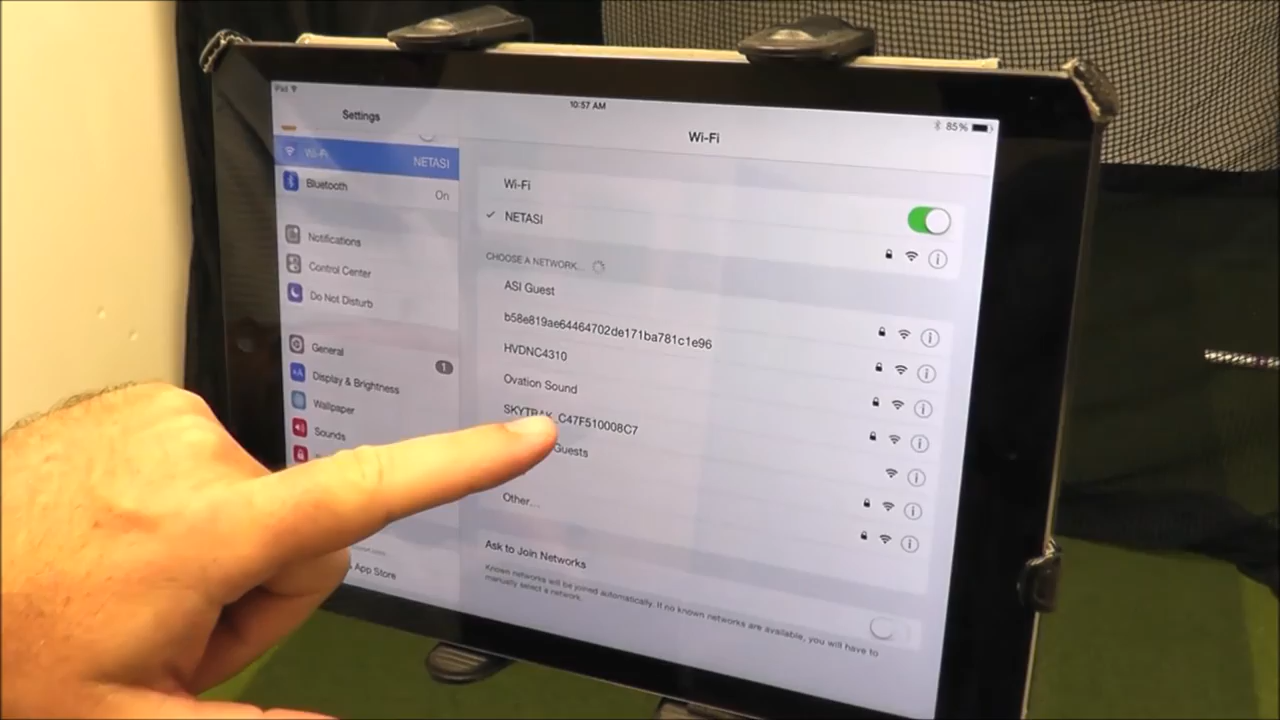 iPad
10:57 AM
85%
Settings
Wi-Fi
Wi-Fi NETASI
Bluetooth On
Notifications
Control Center
Do Not Disturb
General 1
Display & Brightness
Wallpaper
Sounds
App Store
Wi-Fi
NETASI
CHOOSE A NETWORK...
ASI Guest
b58e819ae64464702de171ba781c1e96
HVDNC4310
Ovation Sound
SKYTRAK_C47F510008C7
Guests
Other...
Ask to Join Networks
Known networks will be joined automatically. If no known networks are available, you will have to
manually select a network.